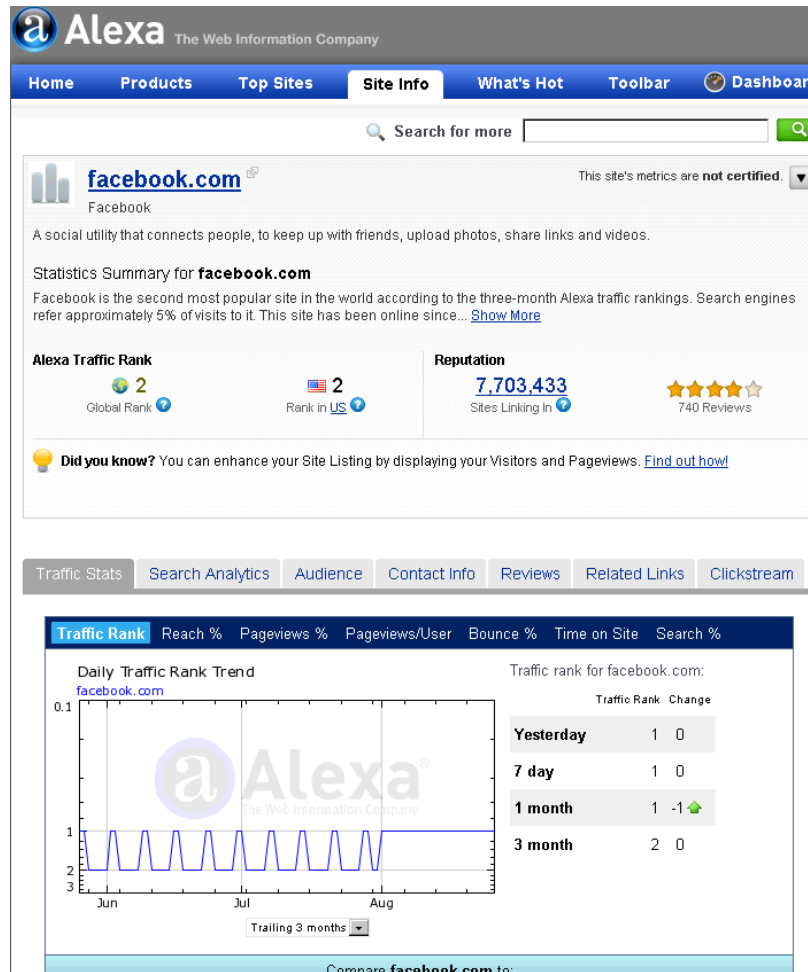 a Alexa The Web Information Company
Home Products Top Sites Site Info What's Hot Toolbar Dashboar
Search for more
facebook.com This site's metrics are not certified.
Facebook
A social utility that connects people, to keep up with friends, upload photos, share links and videos.
Statistics Summary for facebook.com
Facebook is the second most popular site in the world according to the three-month Alexa traffic rankings. Search engines
refer approximately 5% of visits to it. This site has been online since... Show More
Alexa Traffic Rank Reputation
2 2 7,703,433
Global Rank ? Rank in US ? Sites Linking In ? 740 Reviews
Did you know? You can enhance your Site Listing by displaying your Visitors and Pageviews. Find out how!
Traffic Stats Search Analytics Audience Contact Info Reviews Related Links Clickstream
Traffic Rank Reach % Pageviews % Pageviews/User Bounce % Time on Site Search %
Daily Traffic Rank Trend Traffic rank for facebook.com:
facebook.com
Traffic Rank Change
0.1
Yesterday 1 0
a Alexa®
The Web Information Company
7 day 1 0
1 month 1 -1
1
3 month 2 0
2
3
Jun Jul Aug
Trailing 3 months
Compare facebook.com to: